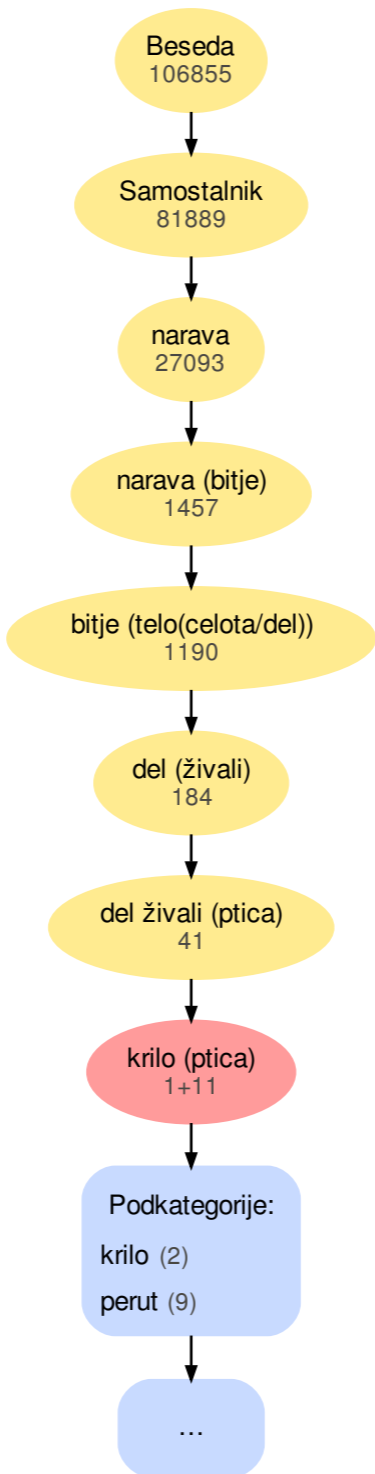 Beseda
106855
Samostalnik
81889
narava
27093
narava (bitje)
1457
bitje (telo(celota/del))
1190
del (živali)
184
del živali (ptica)
41
krilo (ptica)
1+11
Podkategorije:
krilo (2)
perut (9)
...